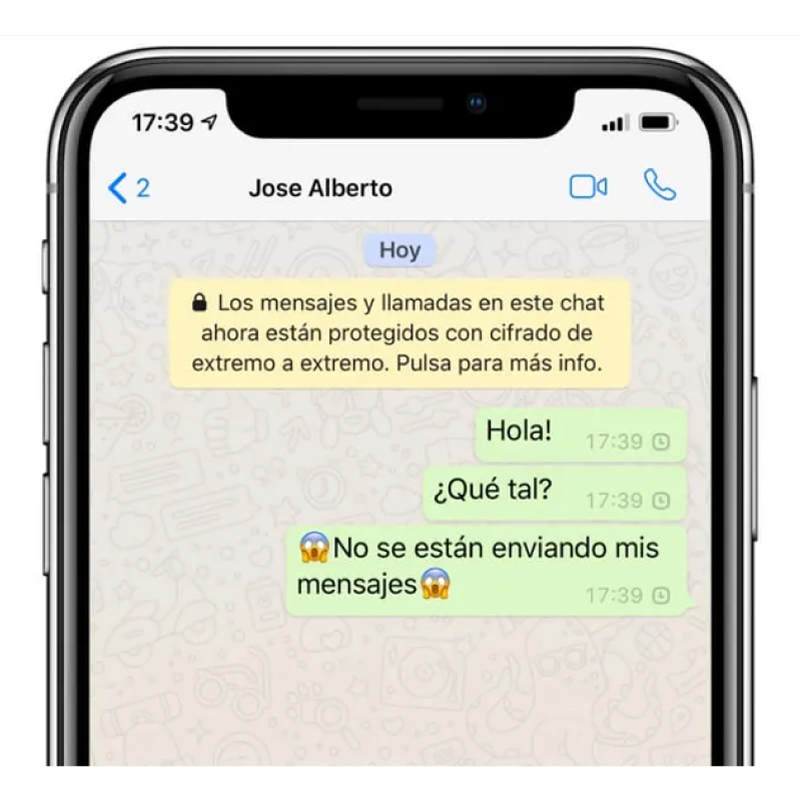 17:39
2
Jose Alberto
Hoy
Los mensajes y llamadas en este chat
ahora están protegidos con cifrado de
extremo a extremo. Pulsa para más info.
Hola!
17:39
¿Qué tal?
17:39
😱No se están enviando mis
mensajes😱
17:39